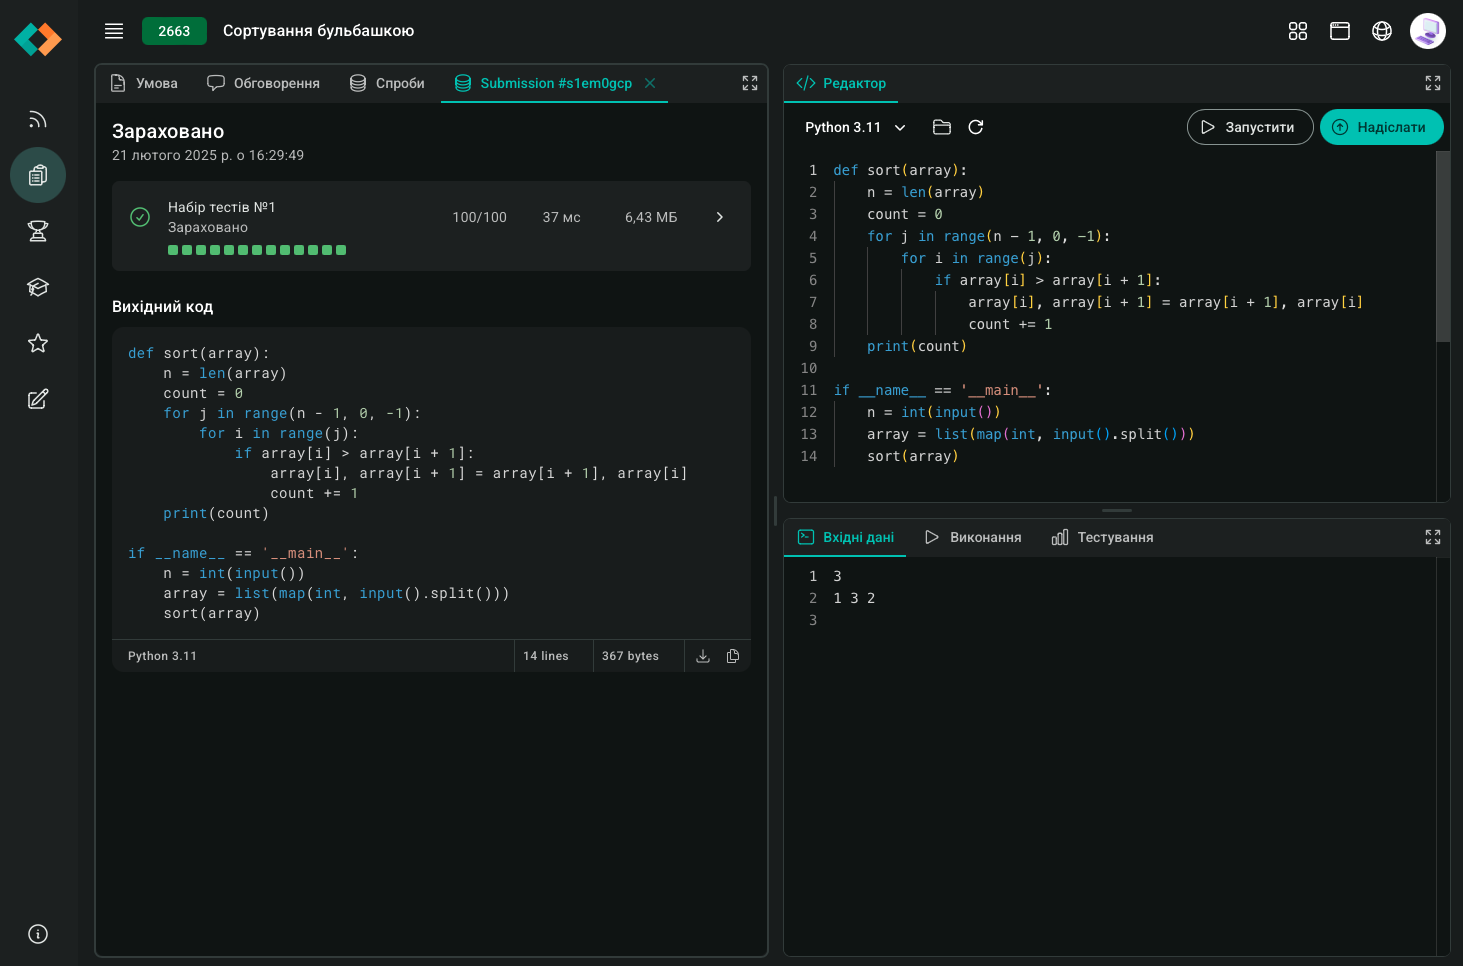 2663 Сортування бульбашкою
Умова Обговорення Спроби Submission #s1em0gcp
Зараховано
21 лютого 2025 р. о 16:29:49
Набір тестів №1
Зараховано
100/100 37 мс 6,43 МБ
Вихідний код
def sort(array):
    n = len(array)
    count = 0
    for j in range(n - 1, 0, -1):
        for i in range(j):
            if array[i] > array[i + 1]:
                array[i], array[i + 1] = array[i + 1], array[i]
                count += 1
    print(count)

if __name__ == '__main__':
    n = int(input())
    array = list(map(int, input().split()))
    sort(array)
Python 3.11 14 lines 367 bytes
Редактор
Python 3.11 Запустити Надіслати
1 def sort(array):
2     n = len(array)
3     count = 0
4     for j in range(n - 1, 0, -1):
5         for i in range(j):
6             if array[i] > array[i + 1]:
7                 array[i], array[i + 1] = array[i + 1], array[i]
8                 count += 1
9     print(count)
10
11 if __name__ == '__main__':
12     n = int(input())
13     array = list(map(int, input().split()))
14     sort(array)
Вхідні дані Виконання Тестування
1 3
2 1 3 2
3